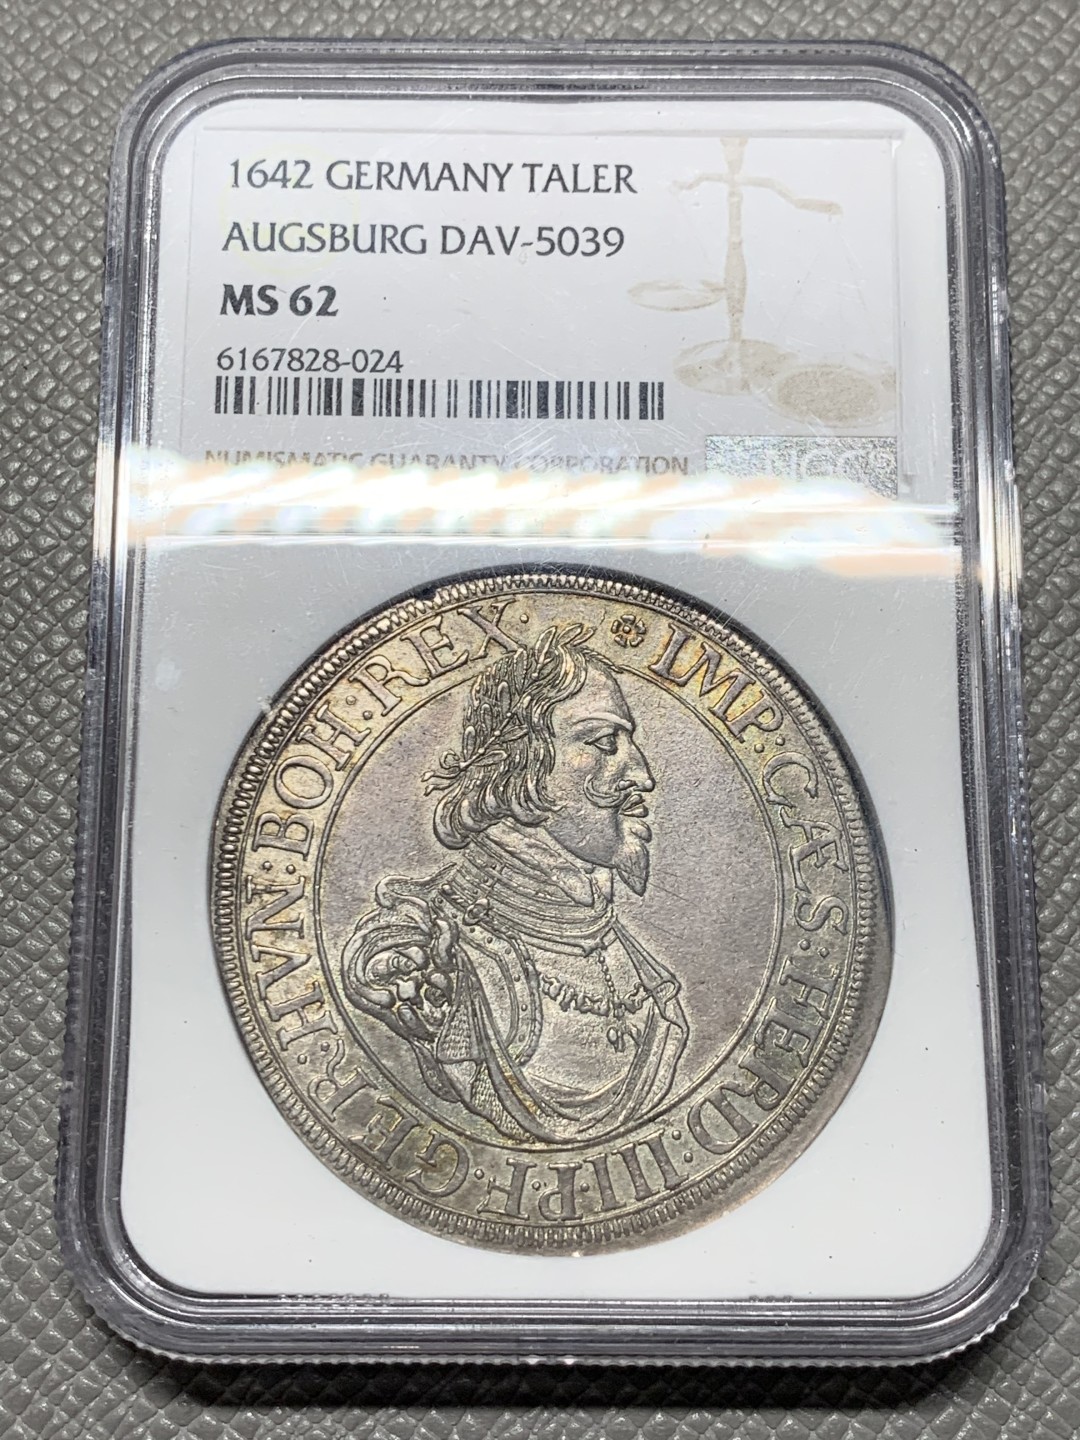 1642 GERMANY TALER
AUGSBURG DAV-5039
MS 62
6167828-024
NUMISMATIC GUARANTY CORPORATION
NGC
IMP: CÆS: FERD: III: P: F: GER: HVN: BOH: REX·